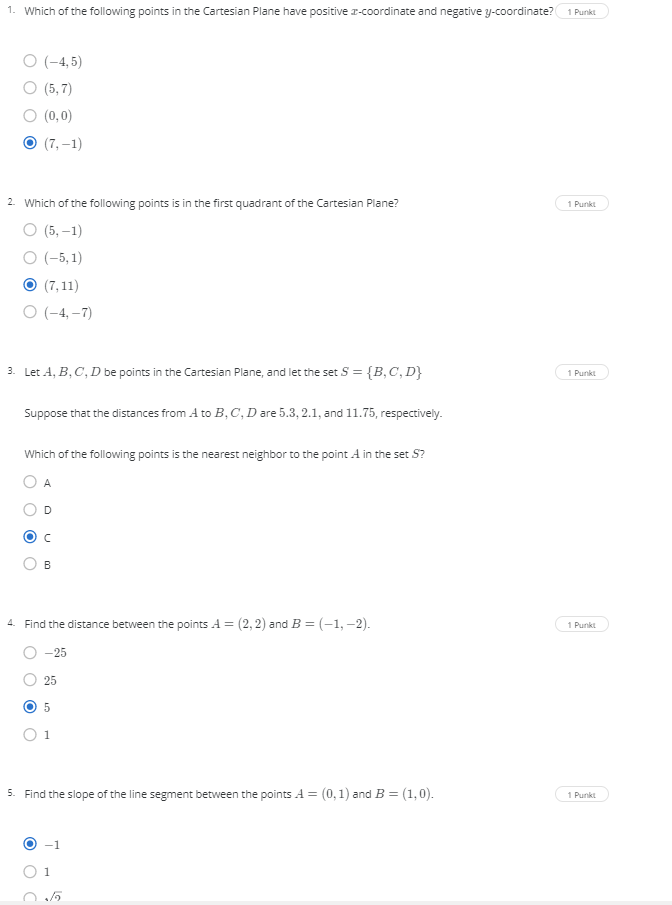 1. Which of the following points in the Cartesian Plane have positive x-coordinate and negative y-coordinate? 1 Punkt
(−4, 5)
(5, 7)
(0, 0)
(7, −1)
2. Which of the following points is in the first quadrant of the Cartesian Plane? 1 Punkt
(5, −1)
(−5, 1)
(7, 11)
(−4, −7)
3. Let A, B, C, D be points in the Cartesian Plane, and let the set S = {B, C, D} 1 Punkt
Suppose that the distances from A to B, C, D are 5.3, 2.1, and 11.75, respectively.
Which of the following points is the nearest neighbor to the point A in the set S?
A
D
C
B
4. Find the distance between the points A = (2, 2) and B = (−1, −2). 1 Punkt
−25
25
5
1
5. Find the slope of the line segment between the points A = (0, 1) and B = (1, 0). 1 Punkt
−1
1
√2